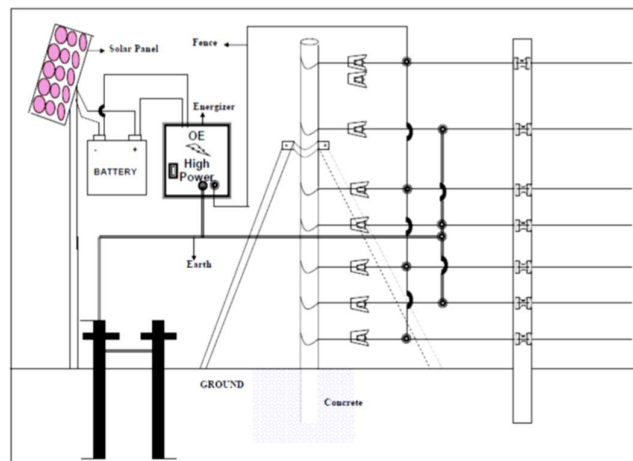 Solar Panel
Fence
Energizer
OE
High
Power
- +
BATTERY
Earth
GROUND
Concrete